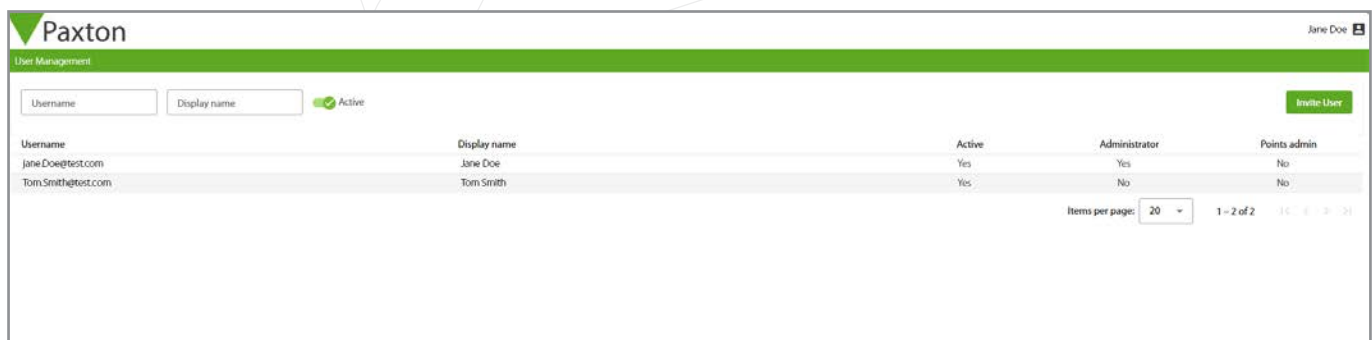 Paxton
Jane Doe
User Management
Username Display name Active Invite User
Username Display name Active Administrator Points admin
jane.Doe@test.com Jane Doe Yes Yes No
Tom.Smith@test.com Tom Smith Yes No No
Items per page: 20 1 – 2 of 2